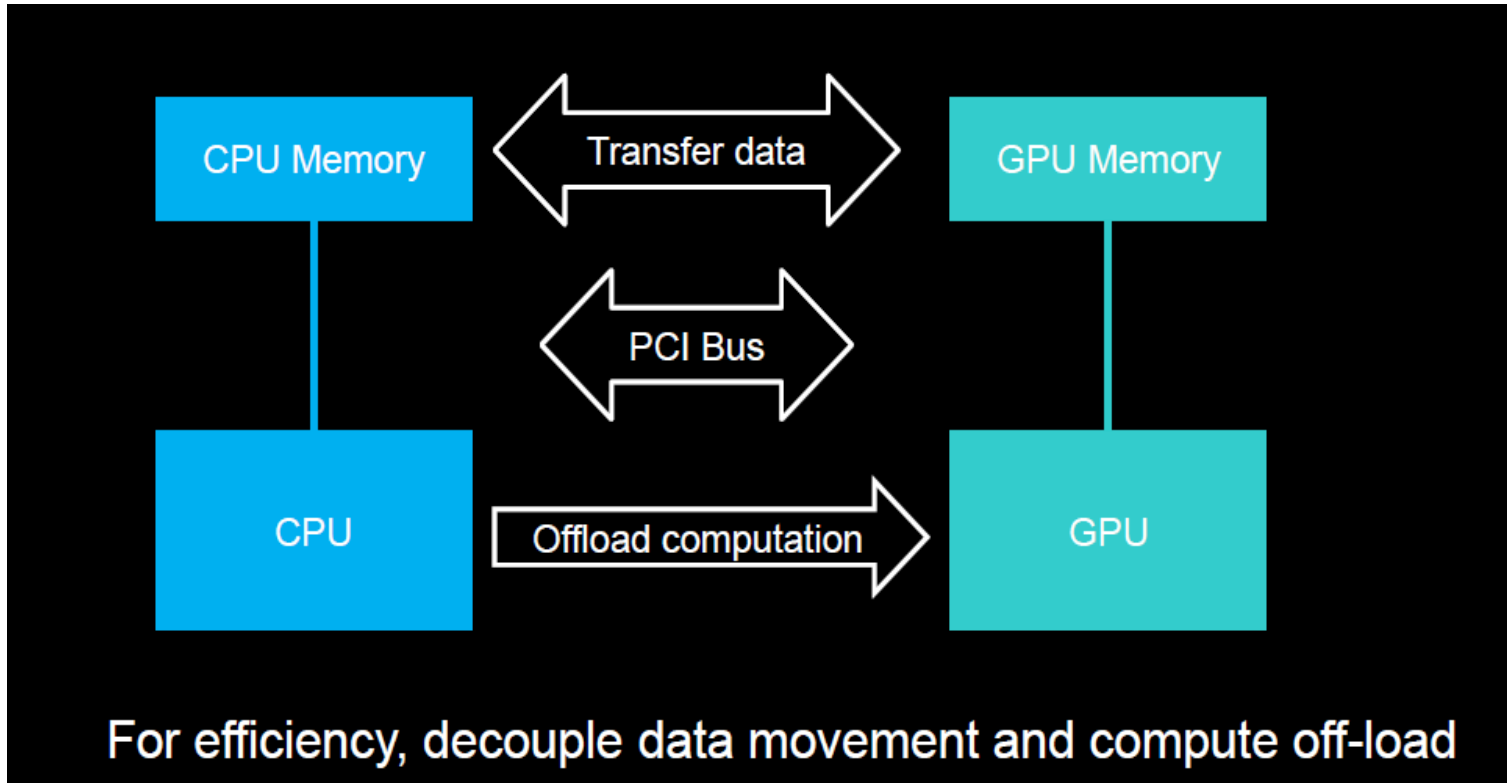 CPU Memory
Transfer data
GPU Memory
PCI Bus
CPU
Offload computation
GPU
For efficiency, decouple data movement and compute off-load